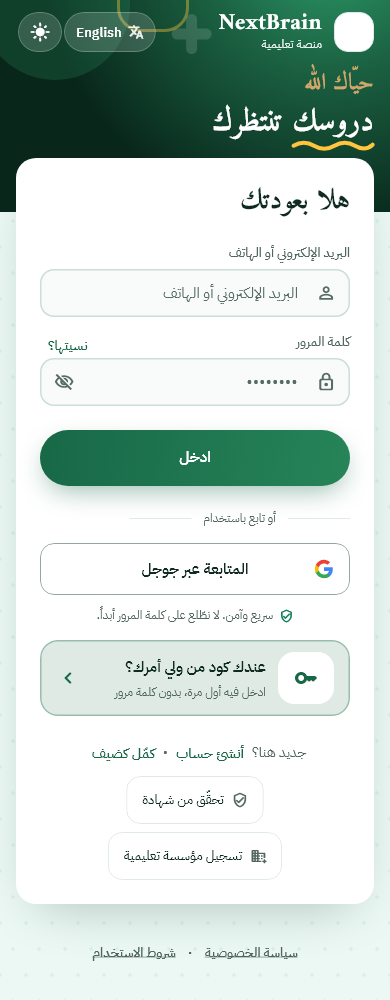 NextBrain
منصة تعليمية
English
حيّاك الله
دروسك تنتظرك
هلا بعودتك
البريد الإلكتروني أو الهاتف
البريد الإلكتروني أو الهاتف
كلمة المرور
نسيتها؟
••••••••
ادخل
أو تابع باستخدام
المتابعة عبر جوجل
سريع وآمن. لا نطّلع على كلمة المرور أبداً.
عندك كود من ولي أمرك؟
ادخل فيه أول مرة، بدون كلمة مرور
جديد هنا؟ أنشئ حساب • كمّل كضيف
تحقّق من شهادة
تسجيل مؤسسة تعليمية
سياسة الخصوصية • شروط الاستخدام